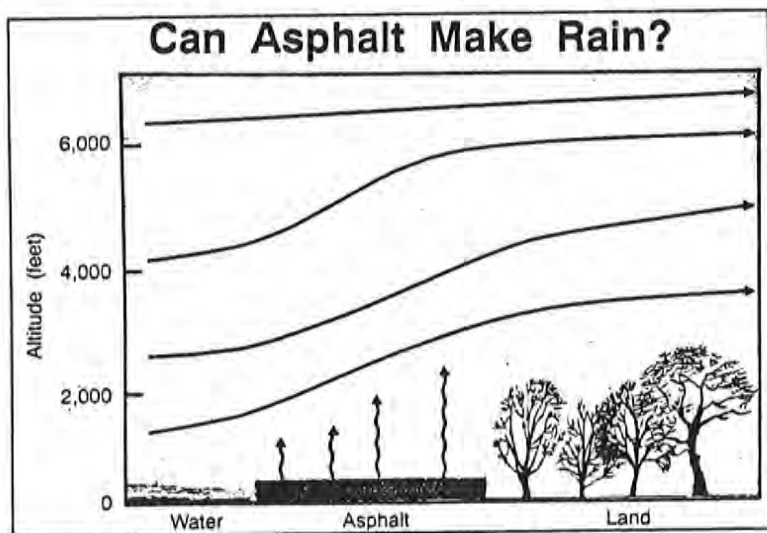 Can Asphalt Make Rain?
6,000
4,000
2,000
0
Altitude (feet)
Water
Asphalt
Land